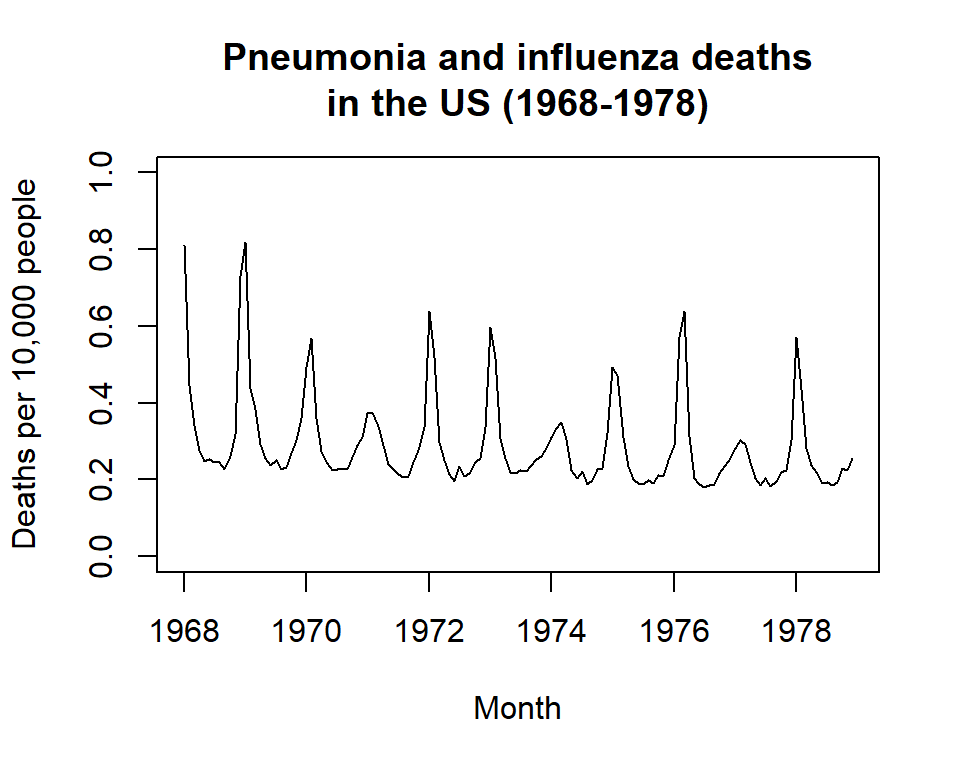 Pneumonia and influenza deaths
in the US (1968-1978)
Deaths per 10,000 people
1.0
0.8
0.6
0.4
0.2
0.0
1968 1970 1972 1974 1976 1978
Month